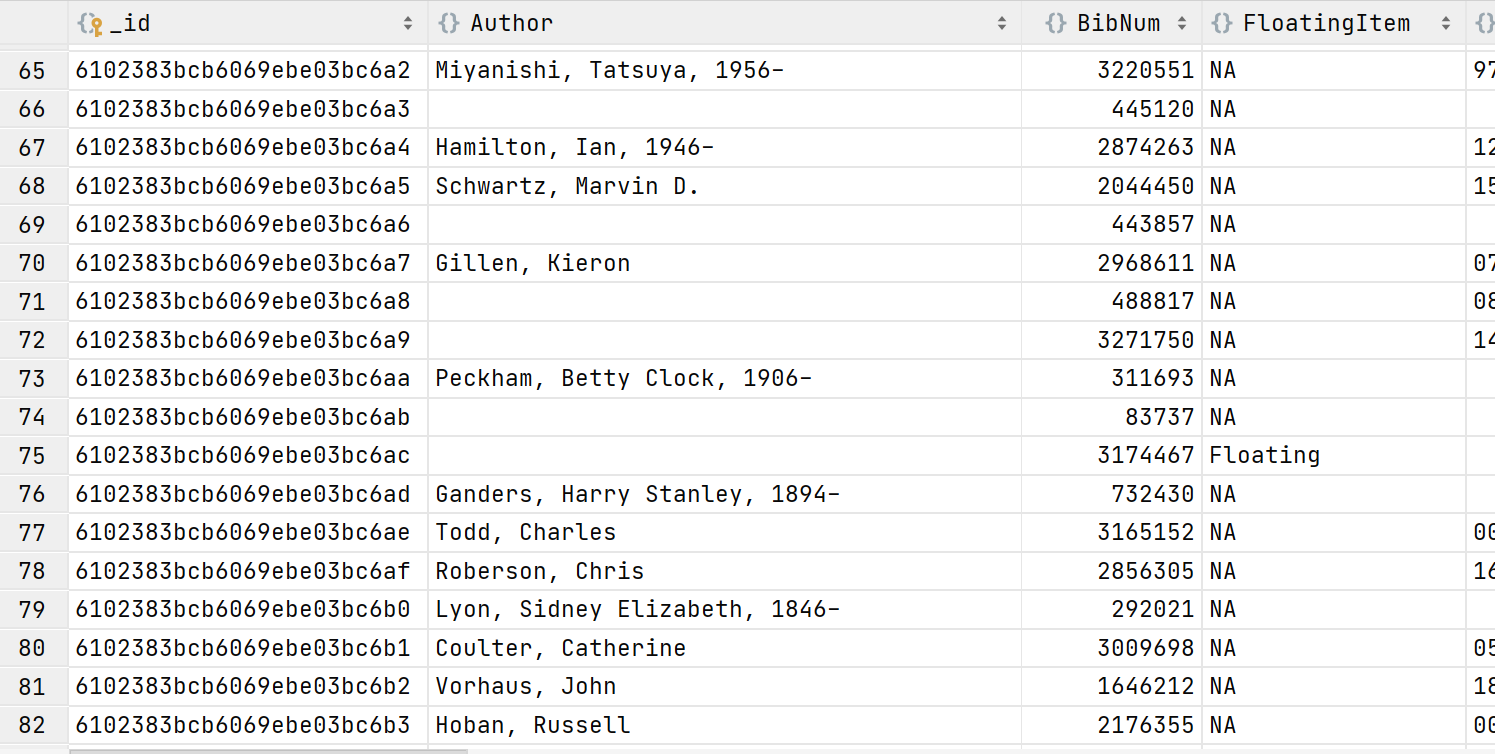 _id Author BibNum FloatingItem
65 6102383bcb6069ebe03bc6a2 Miyanishi, Tatsuya, 1956- 3220551 NA 97
66 6102383bcb6069ebe03bc6a3 445120 NA
67 6102383bcb6069ebe03bc6a4 Hamilton, Ian, 1946- 2874263 NA 12
68 6102383bcb6069ebe03bc6a5 Schwartz, Marvin D. 2044450 NA 15
69 6102383bcb6069ebe03bc6a6 443857 NA
70 6102383bcb6069ebe03bc6a7 Gillen, Kieron 2968611 NA 07
71 6102383bcb6069ebe03bc6a8 488817 NA 08
72 6102383bcb6069ebe03bc6a9 3271750 NA 14
73 6102383bcb6069ebe03bc6aa Peckham, Betty Clock, 1906- 311693 NA
74 6102383bcb6069ebe03bc6ab 83737 NA
75 6102383bcb6069ebe03bc6ac 3174467 Floating
76 6102383bcb6069ebe03bc6ad Ganders, Harry Stanley, 1894- 732430 NA
77 6102383bcb6069ebe03bc6ae Todd, Charles 3165152 NA 00
78 6102383bcb6069ebe03bc6af Roberson, Chris 2856305 NA 16
79 6102383bcb6069ebe03bc6b0 Lyon, Sidney Elizabeth, 1846- 292021 NA
80 6102383bcb6069ebe03bc6b1 Coulter, Catherine 3009698 NA 05
81 6102383bcb6069ebe03bc6b2 Vorhaus, John 1646212 NA 18
82 6102383bcb6069ebe03bc6b3 Hoban, Russell 2176355 NA 00